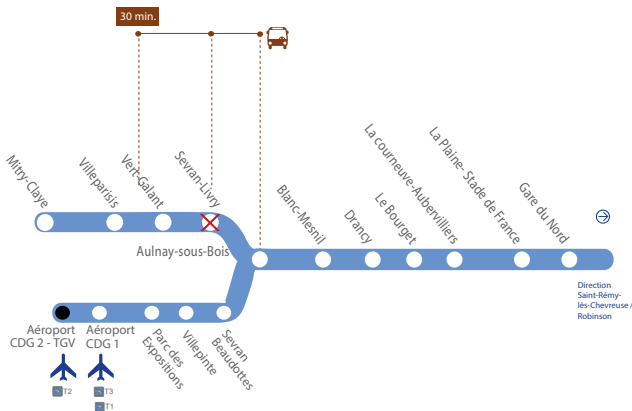 30 min.
Mitry-Claye
Villeparisis
Vert-Galant
Sevran-Livry
Aulnay-sous-Bois
Blanc-Mesnil
Drancy
Le Bourget
La courneuve-Aubervilliers
La Plaine-Stade de France
Gare du Nord
Direction
Saint-Rémy-
lès-Chevreuse /
Robinson
Aéroport
CDG 2 - TGV
Aéroport
CDG 1
Parc des
Expositions
Villepinte
Sevran
Beaudottes
T2
T3
T1